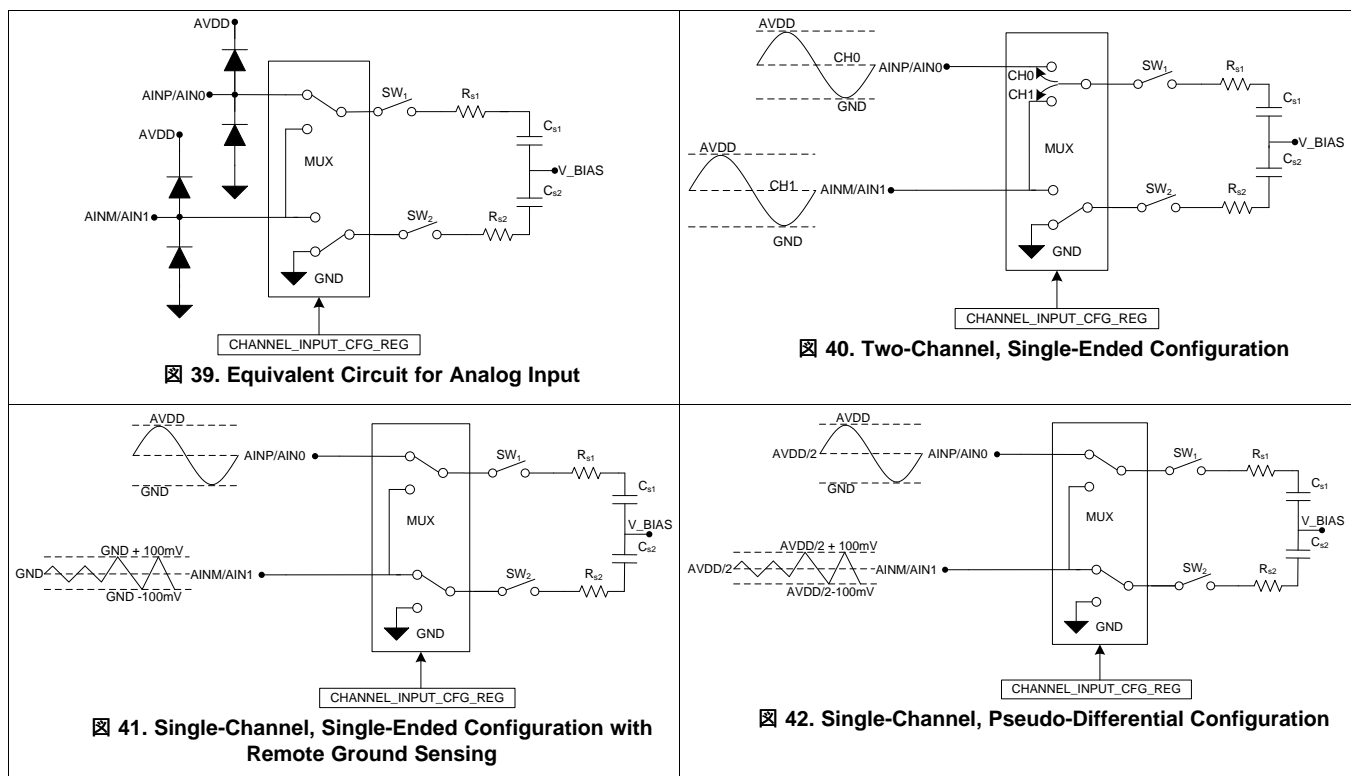 AVDD
AINP/AIN0
AVDD
AINM/AIN1
MUX
SW1
Rs1
Cs1
V_BIAS
Cs2
SW2
Rs2
GND
CHANNEL_INPUT_CFG_REG
図 39. Equivalent Circuit for Analog Input
AVDD
CH0
GND
AINP/AIN0
CH0
CH1
AVDD
CH1
GND
AINM/AIN1
MUX
SW1
Rs1
Cs1
V_BIAS
Cs2
SW2
Rs2
GND
CHANNEL_INPUT_CFG_REG
図 40. Two-Channel, Single-Ended Configuration
AVDD
GND
AINP/AIN0
GND + 100mV
GND
GND -100mV
AINM/AIN1
MUX
SW1
Rs1
Cs1
V_BIAS
Cs2
SW2
Rs2
GND
CHANNEL_INPUT_CFG_REG
図 41. Single-Channel, Single-Ended Configuration with
Remote Ground Sensing
AVDD
AVDD/2
GND
AINP/AIN0
AVDD/2 + 100mV
AVDD/2
AVDD/2-100mV
AINM/AIN1
MUX
SW1
Rs1
Cs1
V_BIAS
Cs2
SW2
Rs2
GND
CHANNEL_INPUT_CFG_REG
図 42. Single-Channel, Pseudo-Differential Configuration